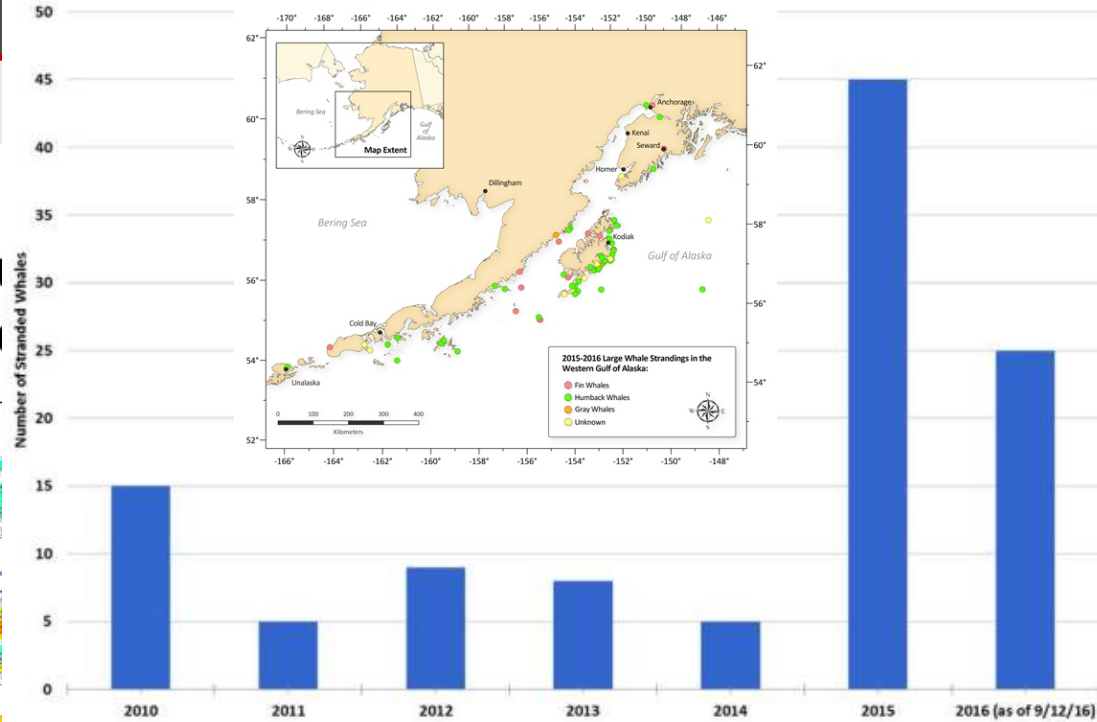 50
45
40
35
30
25
20
15
10
5
0
Number of Stranded Whales
2010
2011
2012
2013
2014
2015
2016 (as of 9/12/16)
-170° -168° -166° -164° -162° -160° -158° -156° -154° -152° -150° -148° -146°
62°
60°
58°
56°
54°
52°
62°
60°
58°
56°
54°
-166° -164° -162° -160° -158° -156° -154° -152° -150° -148°
Bering Sea
Gulf
of
Alaska
N
Map Extent
Anchorage
Kenai
Seward
Homer
Dillingham
Bering Sea
Kodiak
Gulf of Alaska
Cold Bay
Unalaska
0 100 200 300 400
Kilometers
2015-2016 Large Whale Strandings in the
Western Gulf of Alaska:
Fin Whales
Humback Whales
Gray Whales
Unknown
N
W E
S